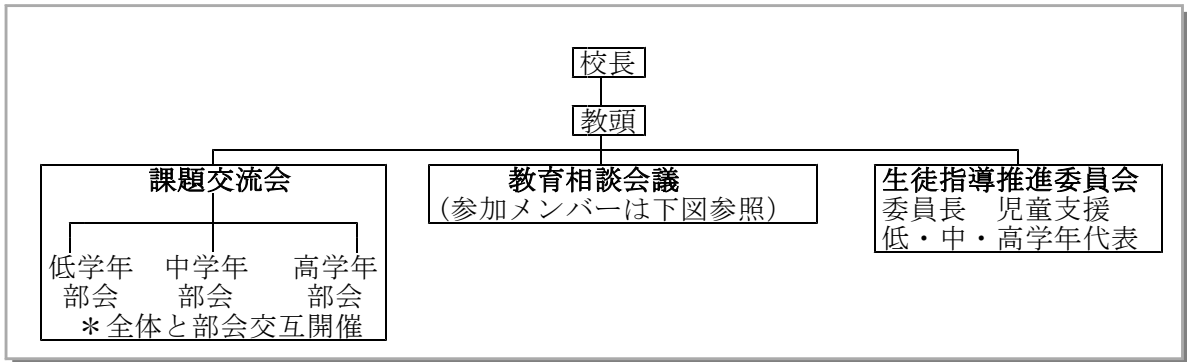 校長
教頭
課題交流会
低学年部会
中学年部会
高学年部会
＊全体と部会交互開催
教育相談会議
(参加メンバーは下図参照)
生徒指導推進委員会
委員長　児童支援
低・中・高学年代表